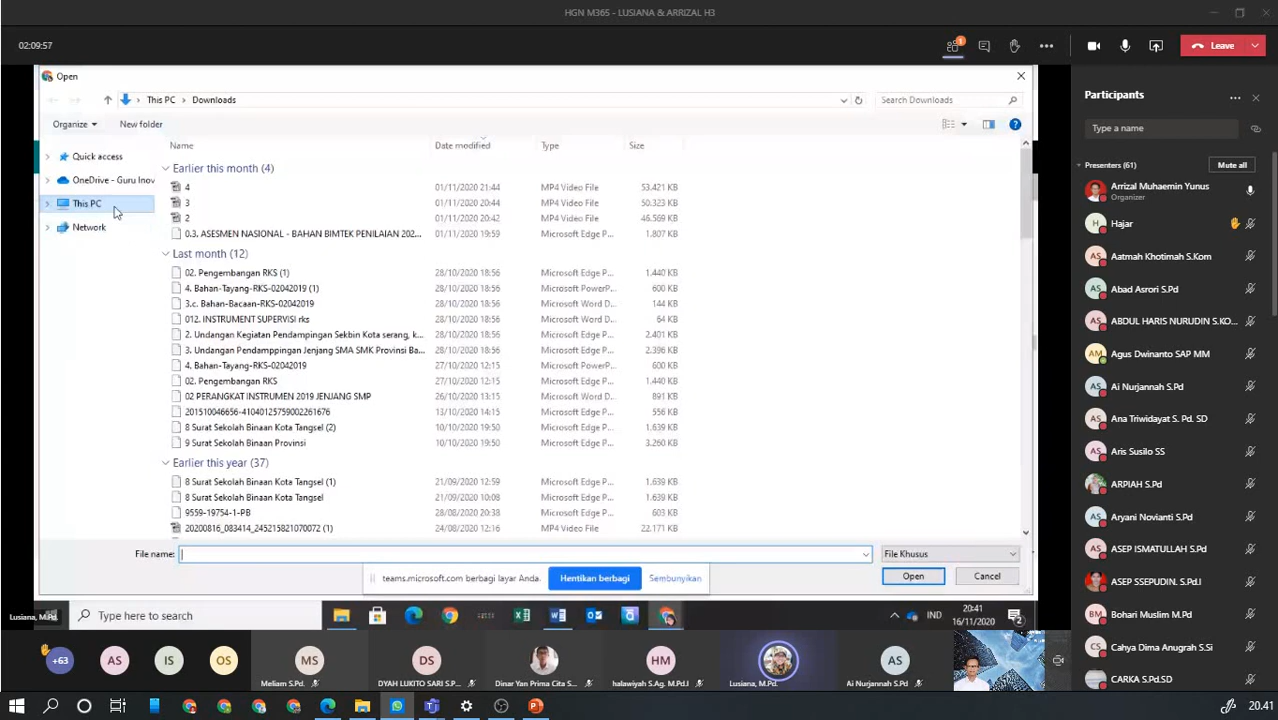 HGN M365 - LUSIANA & ARRIZAL H3
02:09:57
1
Leave
Open
This PC > Downloads
Search Downloads
Organize
New folder
Quick access
OneDrive - Guru Inov
This PC
Network
Name Date modified Type Size
Earlier this month (4)
4 01/11/2020 21:44 MP4 Video File 53.421 KB
3 01/11/2020 20:44 MP4 Video File 50.323 KB
2 01/11/2020 20:42 MP4 Video File 46.569 KB
0.3. ASESMEN NASIONAL - BAHAN BIMTEK PENILAIAN 202... 01/11/2020 19:59 Microsoft Edge P... 1.807 KB
Last month (12)
02. Pengembangan RKS (1) 28/10/2020 18:56 Microsoft Edge P... 1.440 KB
4. Bahan-Tayang-RKS-02042019 (1) 28/10/2020 18:56 Microsoft PowerP... 600 KB
3.c. Bahan-Bacaan-RKS-02042019 28/10/2020 18:56 Microsoft Word D... 144 KB
012. INSTRUMENT SUPERVISI rks 28/10/2020 18:56 Microsoft Word D... 64 KB
2. Undangan Kegiatan Pendampingan Sekbin Kota serang, k... 28/10/2020 18:56 Microsoft Edge P... 2.401 KB
3. Undangan Pendamppingan Jenjang SMA SMK Provinsi Ba... 28/10/2020 18:56 Microsoft Edge P... 2.396 KB
4. Bahan-Tayang-RKS-02042019 27/10/2020 12:15 Microsoft PowerP... 600 KB
02. Pengembangan RKS 27/10/2020 12:15 Microsoft Edge P... 1.440 KB
02 PERANGKAT INSTRUMEN 2019 JENJANG SMP 26/10/2020 13:15 Microsoft Word D... 891 KB
201510046656-41040125759002261676 13/10/2020 14:15 Microsoft Edge P... 556 KB
8 Surat Sekolah Binaan Kota Tangsel (2) 10/10/2020 19:50 Microsoft Edge P... 1.639 KB
9 Surat Sekolah Binaan Provinsi 10/10/2020 19:50 Microsoft Edge P... 3.260 KB
Earlier this year (37)
8 Surat Sekolah Binaan Kota Tangsel (1) 21/09/2020 12:59 Microsoft Edge P... 1.639 KB
8 Surat Sekolah Binaan Kota Tangsel 21/09/2020 10:08 Microsoft Edge P... 1.639 KB
9559-19754-1-PB 28/08/2020 20:38 Microsoft Edge P... 603 KB
20200816_083414_245215821070072 (1) 24/08/2020 12:16 MP4 Video File 22.171 KB
File name:
File Khusus
Open Cancel
teams.microsoft.com berbagi layar Anda. Hentikan berbagi Sembunyikan
Type here to search
IND
20:41
16/11/2020
2
Lusiana, M.Pd.
Participants
Type a name
Presenters (61) Mute all
Arrizal Muhaemin Yunus
Organizer
H Hajar
AS Aatmah Khotimah S.Kom
AS Abad Asrori S.Pd
AS ABDUL HARIS NURUDIN S.KO...
AM Agus Dwinanto SAP MM
AS Ai Nurjannah S.Pd
AS Ana Triwidayat S. Pd. SD
AS Aris Susilo SS
ARPIAH S.Pd
AS Aryani Novianti S.Pd
AS ASEP ISMATULLAH S.Pd
ASEP SSEPUDIN. S.Pd.I
Bohari Muslim M.Pd
CS Cahya Dima Anugrah S.Si
CS CARKA S.Pd.SD
+63
AS
IS
OS
MS
Meliam S.Pd.
DS
DYAH LUKITO SARI S.P...
Dinar Yan Prima Cita S...
HM
halawiyah S.Ag. M.Pd.I
Lusiana, M.Pd.
AS
Ai Nurjannah S.Pd
20.41